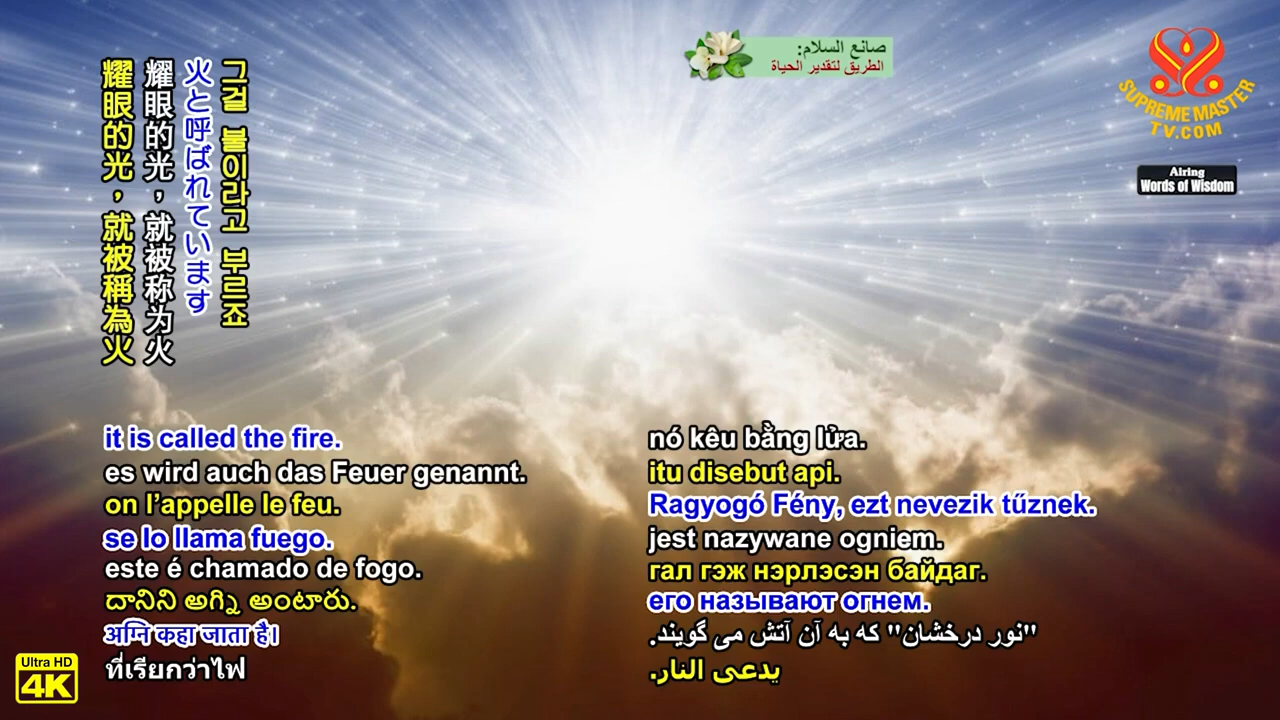 صانع السلام:
الطريق لتقدير الحياة
SUPREME MASTER
TV.COM
Airing
Words of Wisdom
그걸 불이라고 부르죠
火と呼ばれています
耀眼的光，就被称为火
耀眼的光，就被稱為火
it is called the fire.
es wird auch das Feuer genannt.
on l’appelle le feu.
se lo llama fuego.
este é chamado de fogo.
దానిని అగ్ని అంటారు.
अग्नि कहा जाता है।
ที่เรียกว่าไฟ
nó kêu bằng lửa.
itu disebut api.
Ragyogó Fény, ezt nevezik tűznek.
jest nazywane ogniem.
гал гэж нэрлэсэн байдаг.
его называют огнем.
"نور درخشان" که به آن آتش می گویند.
يدعى النار.
Ultra HD
4K